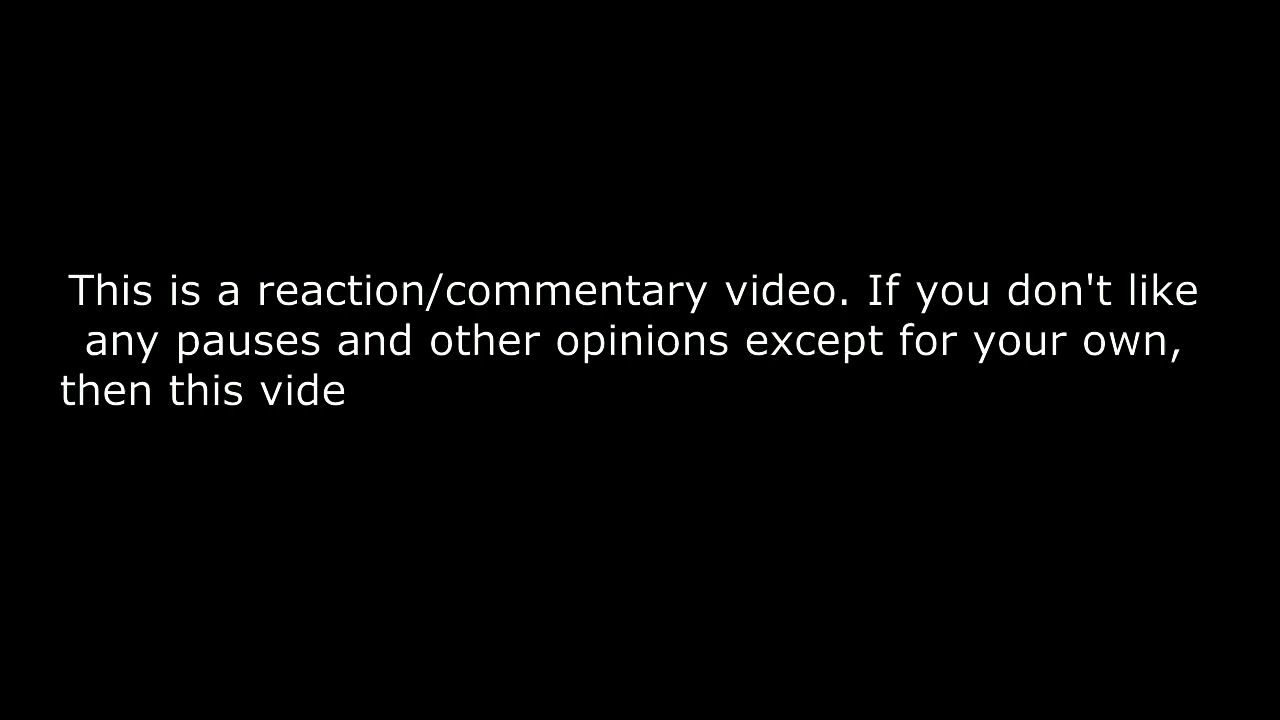 This is a reaction/commentary video. If you don't like
any pauses and other opinions except for your own,
then this vide